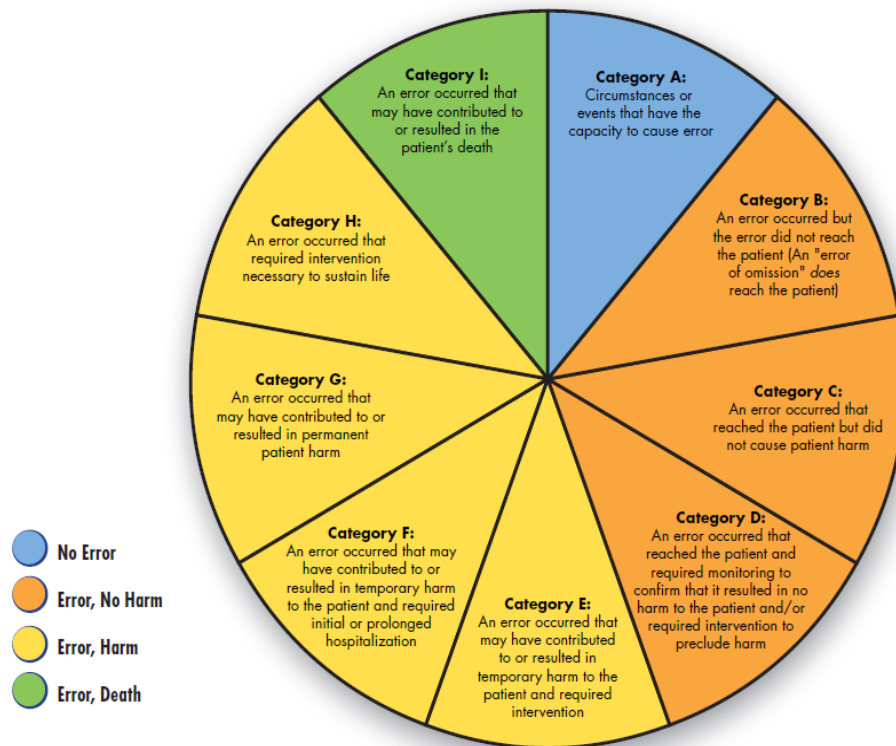 Category I:
An error occurred that
may have contributed to
or resulted in the
patient's death
Category A:
Circumstances or
events that have the
capacity to cause error
Category B:
An error occurred but
the error did not reach
the patient (An "error
of omission" does
reach the patient)
Category C:
An error occurred that
reached the patient but did
not cause patient harm
Category D:
An error occurred that
reached the patient and
required monitoring to
confirm that it resulted in no
harm to the patient and/or
required intervention to
preclude harm
Category E:
An error occurred that
may have contributed
to or resulted in
temporary harm to the
patient and required
intervention
Category F:
An error occurred that may
have contributed to or
resulted in temporary harm
to the patient and required
initial or prolonged
hospitalization
Category G:
An error occurred that
may have contributed to or
resulted in permanent
patient harm
Category H:
An error occurred that
required intervention
necessary to sustain life
No Error
Error, No Harm
Error, Harm
Error, Death